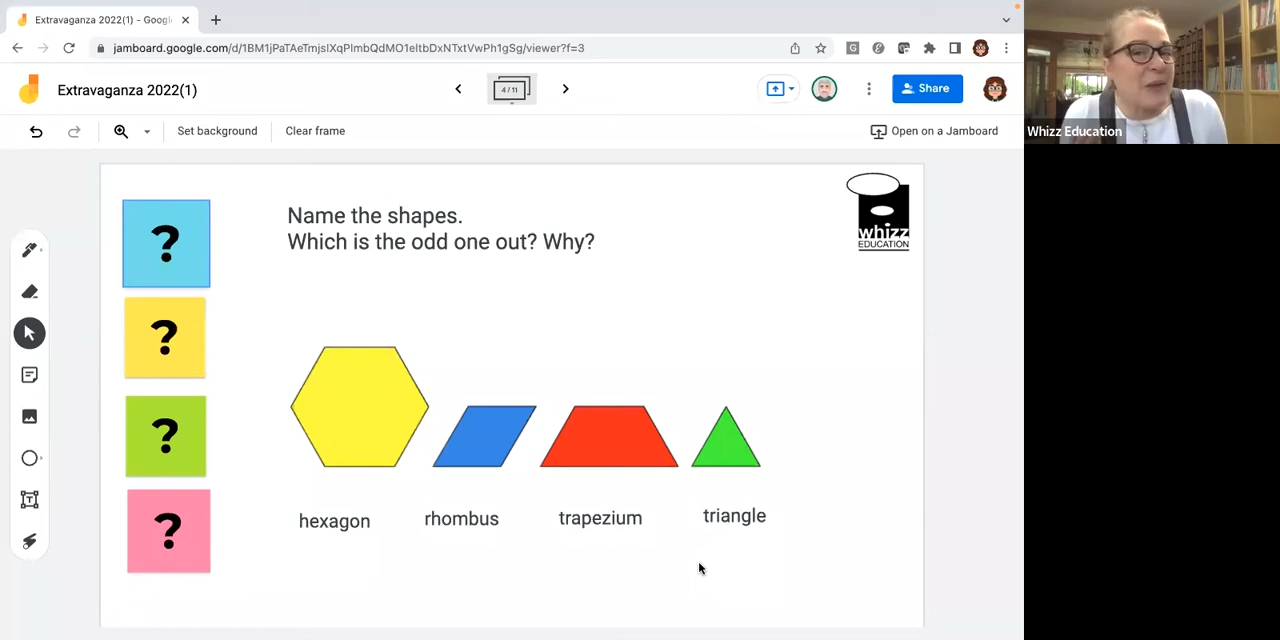 Extravaganza 2022(1) - Googl
jamboard.google.com/d/1BM1jPaTAeTmjsIXqPlmbQdMO1eltbDxNTxtVwPh1gSg/viewer?f=3
Extravaganza 2022(1)
4 / 11
Share
Set background
Clear frame
Open on a Jamboard
Whizz Education
?
?
?
?
Name the shapes.
Which is the odd one out? Why?
whizz
EDUCATION
hexagon
rhombus
trapezium
triangle